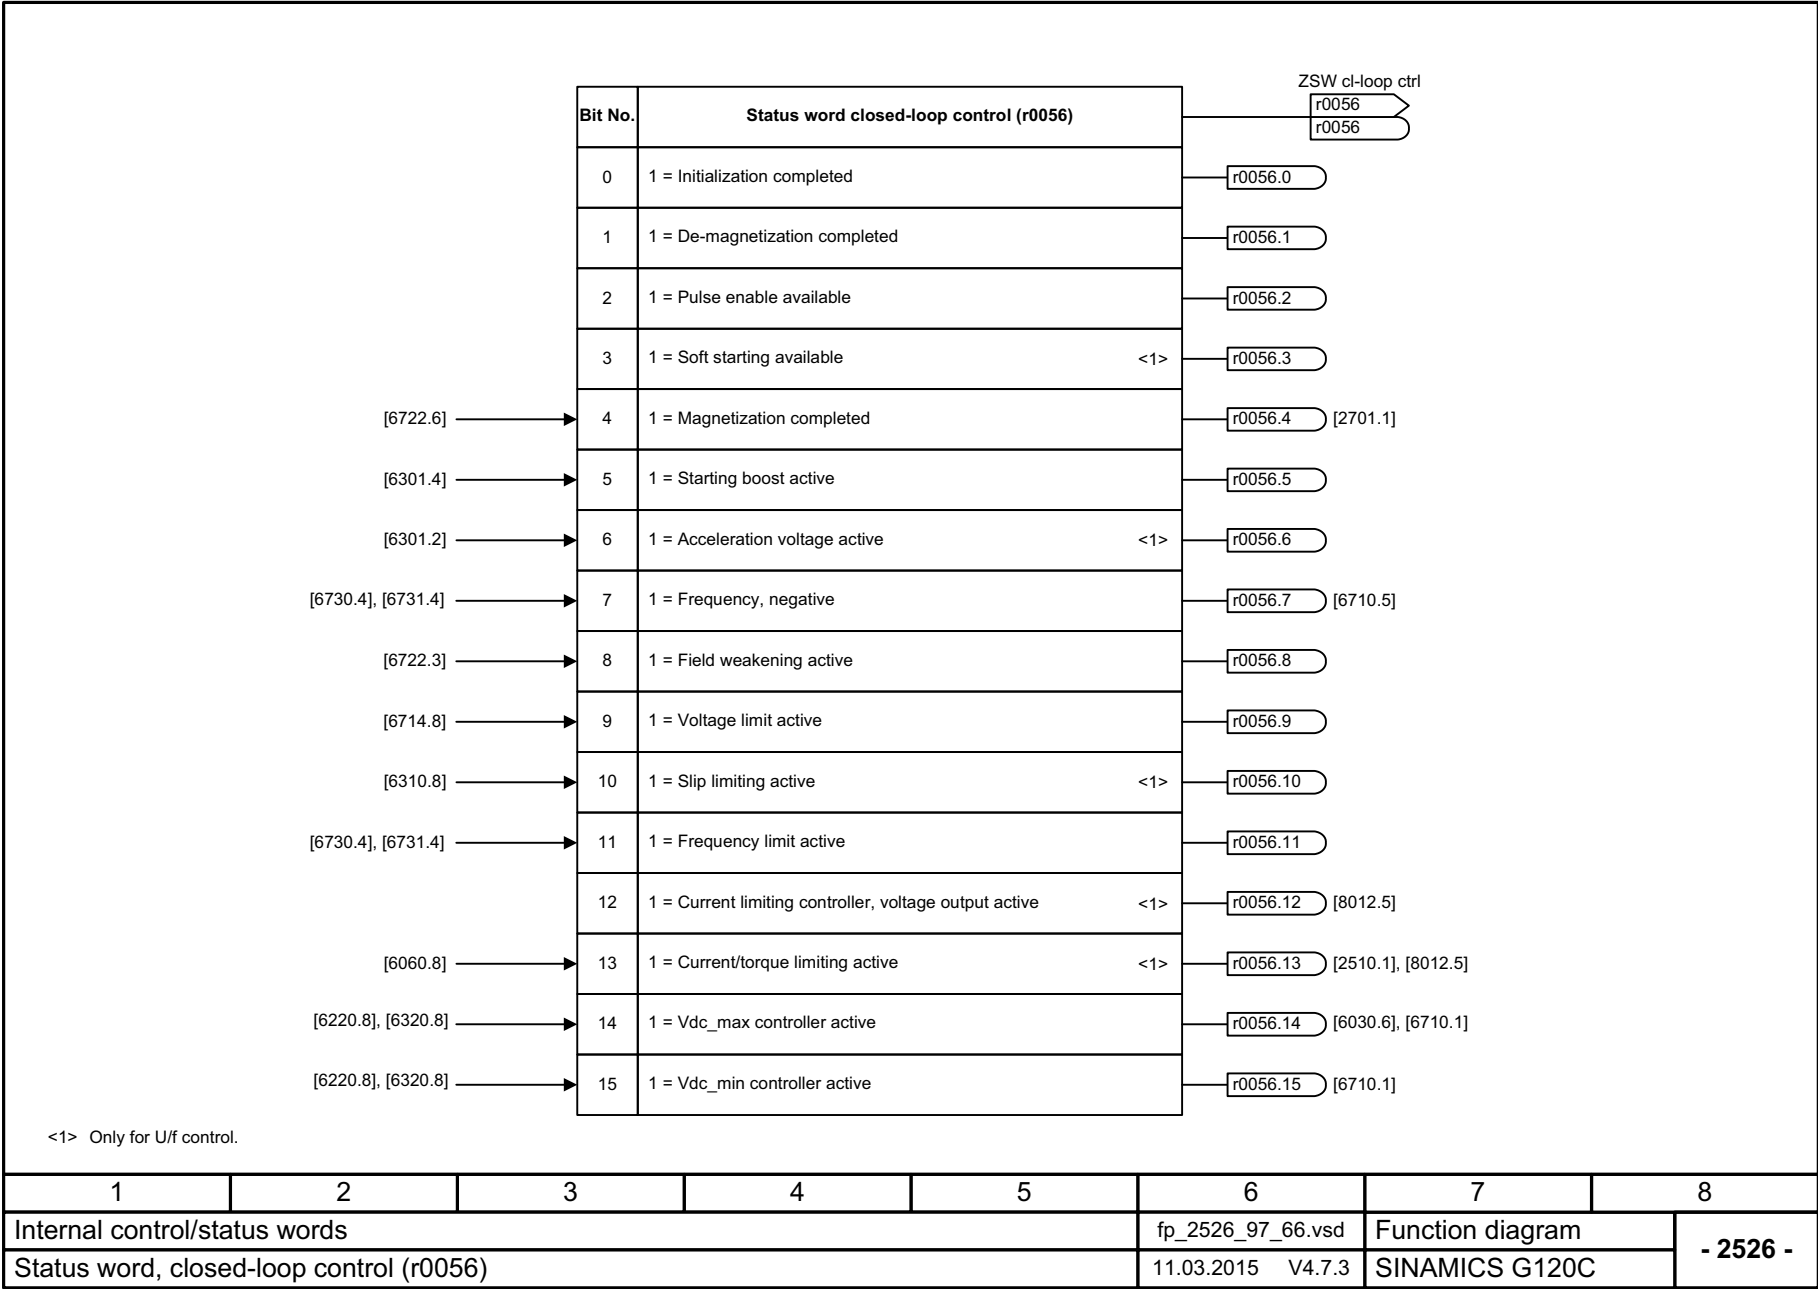 ZSW cl-loop ctrl
Bit No. Status word closed-loop control (r0056) r0056
r0056
0 1 = Initialization completed r0056.0
1 1 = De-magnetization completed r0056.1
2 1 = Pulse enable available r0056.2
3 1 = Soft starting available <1> r0056.3
[6722.6] 4 1 = Magnetization completed r0056.4 [2701.1]
[6301.4] 5 1 = Starting boost active r0056.5
[6301.2] 6 1 = Acceleration voltage active <1> r0056.6
[6730.4], [6731.4] 7 1 = Frequency, negative r0056.7 [6710.5]
[6722.3] 8 1 = Field weakening active r0056.8
[6714.8] 9 1 = Voltage limit active r0056.9
[6310.8] 10 1 = Slip limiting active <1> r0056.10
[6730.4], [6731.4] 11 1 = Frequency limit active r0056.11
12 1 = Current limiting controller, voltage output active <1> r0056.12 [8012.5]
[6060.8] 13 1 = Current/torque limiting active <1> r0056.13 [2510.1], [8012.5]
[6220.8], [6320.8] 14 1 = Vdc_max controller active r0056.14 [6030.6], [6710.1]
[6220.8], [6320.8] 15 1 = Vdc_min controller active r0056.15 [6710.1]
<1> Only for U/f control.
1 2 3 4 5 6 7 8
Internal control/status words fp_2526_97_66.vsd Function diagram
- 2526 -
Status word, closed-loop control (r0056) 11.03.2015 V4.7.3 SINAMICS G120C